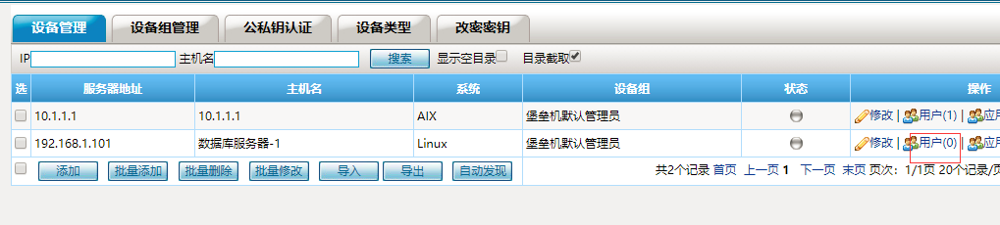 设备管理 设备组管理 公私钥认证 设备类型 改密密钥
IP 主机名 搜索 显示空目录 目录截取
选 服务器地址 主机名 系统 设备组 状态 操作
10.1.1.1 10.1.1.1 AIX 堡垒机默认管理员 修改 | 用户(1) | 应
192.168.1.101 数据库服务器-1 Linux 堡垒机默认管理员 修改 | 用户(0) | 应
添加 批量添加 批量删除 批量修改 导入 导出 自动发现 共2个记录 首页 上一页 1 下一页 末页 页次：1/1页 20个记录/页